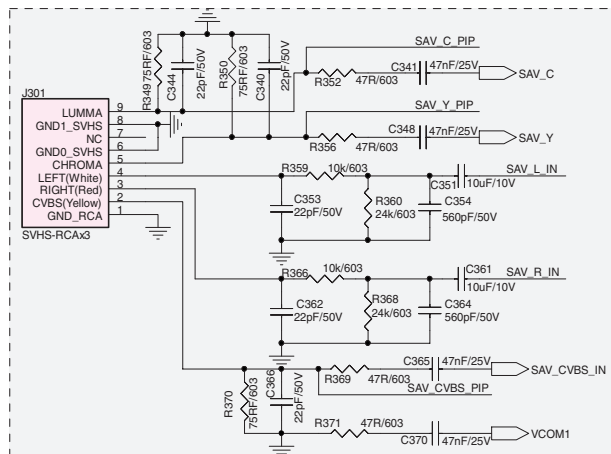 J301
LUMMA 9
GND1_SVHS 8
NC 7
GND0_SVHS 6
CHROMA 5
LEFT(White) 4
RIGHT(Red) 3
CVBS(Yellow) 2
GND_RCA 1
SVHS-RCAx3
R349
75RF/603
C344
22pF/50V
R350
75RF/603
C340
22pF/50V
SAV_C_PIP
R352
47R/603
C341
47nF/25V
SAV_C
SAV_Y_PIP
R356
47R/603
C348
47nF/25V
SAV_Y
R359
10k/603
C353
22pF/50V
R360
24k/603
C354
560pF/50V
C351
10uF/10V
SAV_L_IN
R366
10k/603
C362
22pF/50V
R368
24k/603
C364
560pF/50V
C361
10uF/10V
SAV_R_IN
R370
75RF/603
C366
22pF/50V
R369
47R/603
C365
47nF/25V
SAV_CVBS_IN
SAV_CVBS_PIP
R371
47R/603
C370
47nF/25V
VCOM1